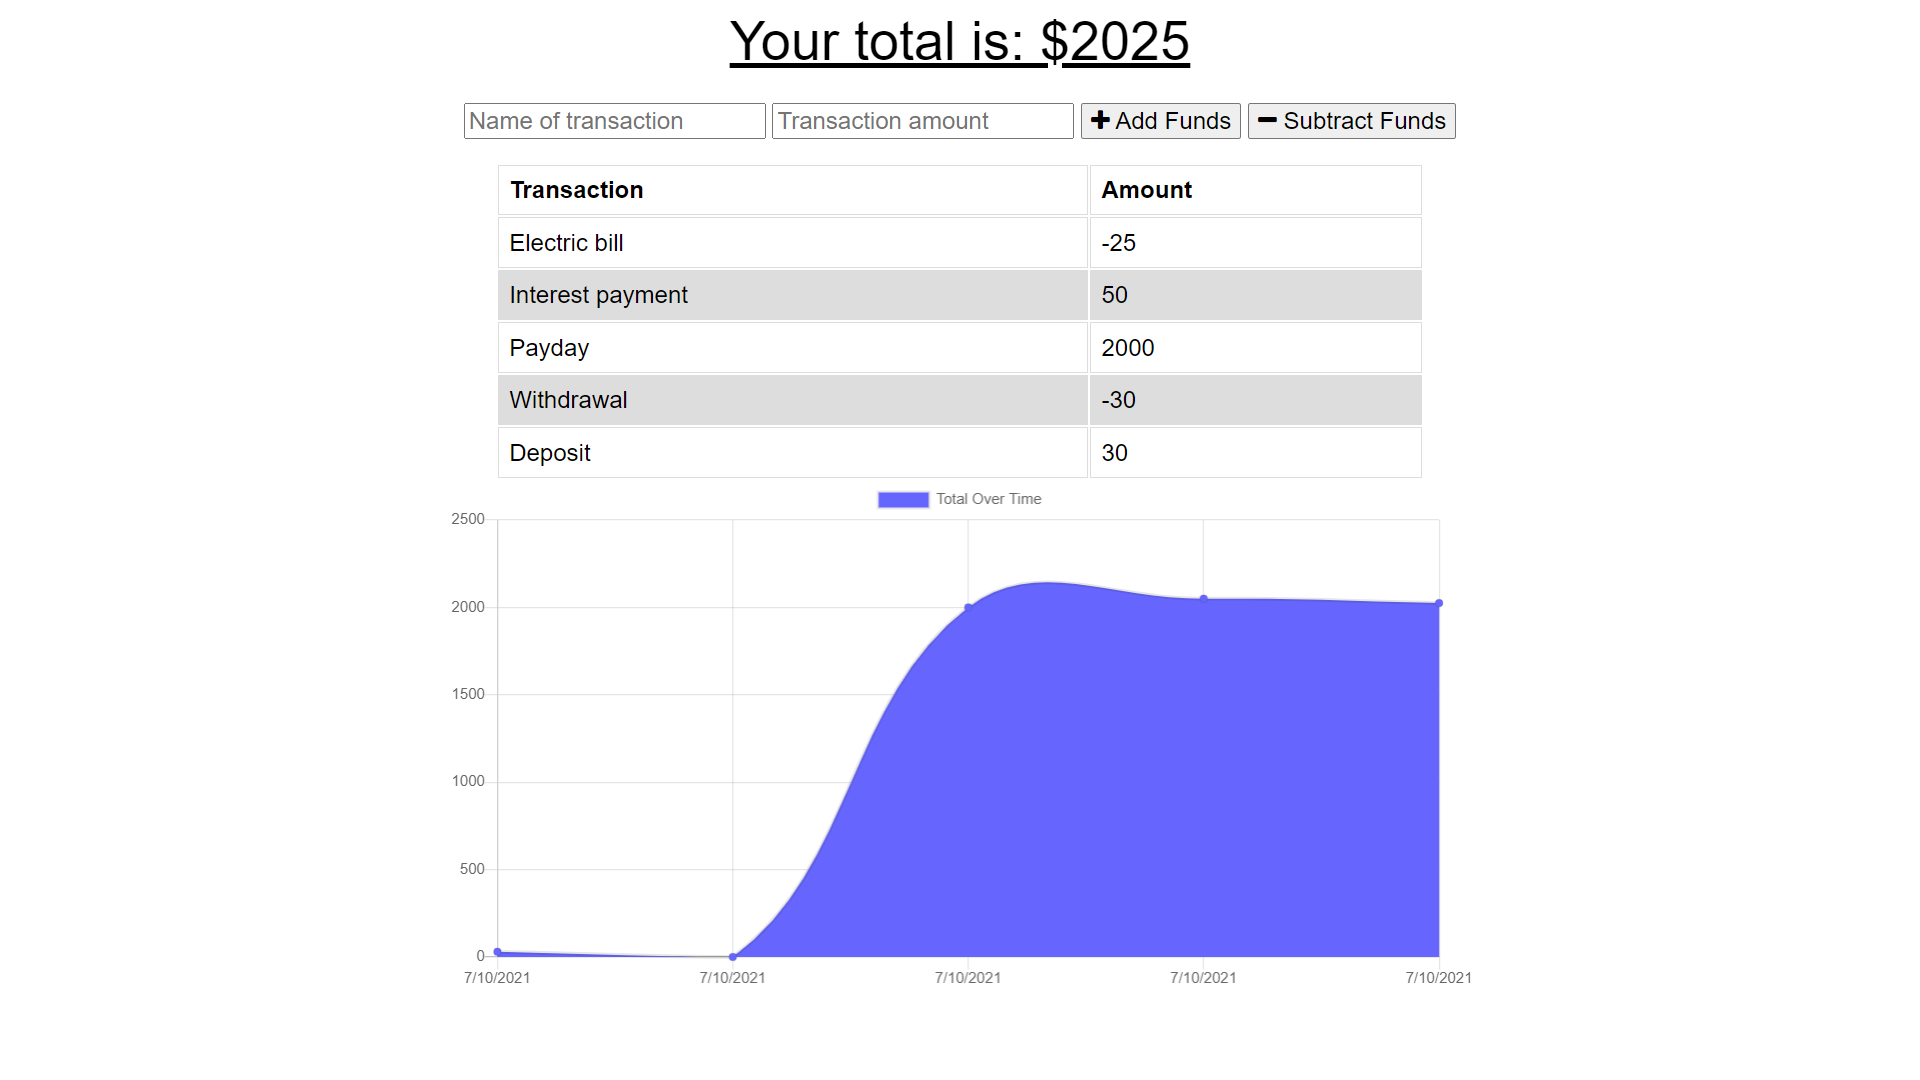 Your total is: $2025
Name of transaction Transaction amount Add Funds Subtract Funds
Transaction Amount
Electric bill -25
Interest payment 50
Payday 2000
Withdrawal -30
Deposit 30
Total Over Time
2500
2000
1500
1000
500
0
7/10/2021 7/10/2021 7/10/2021 7/10/2021 7/10/2021